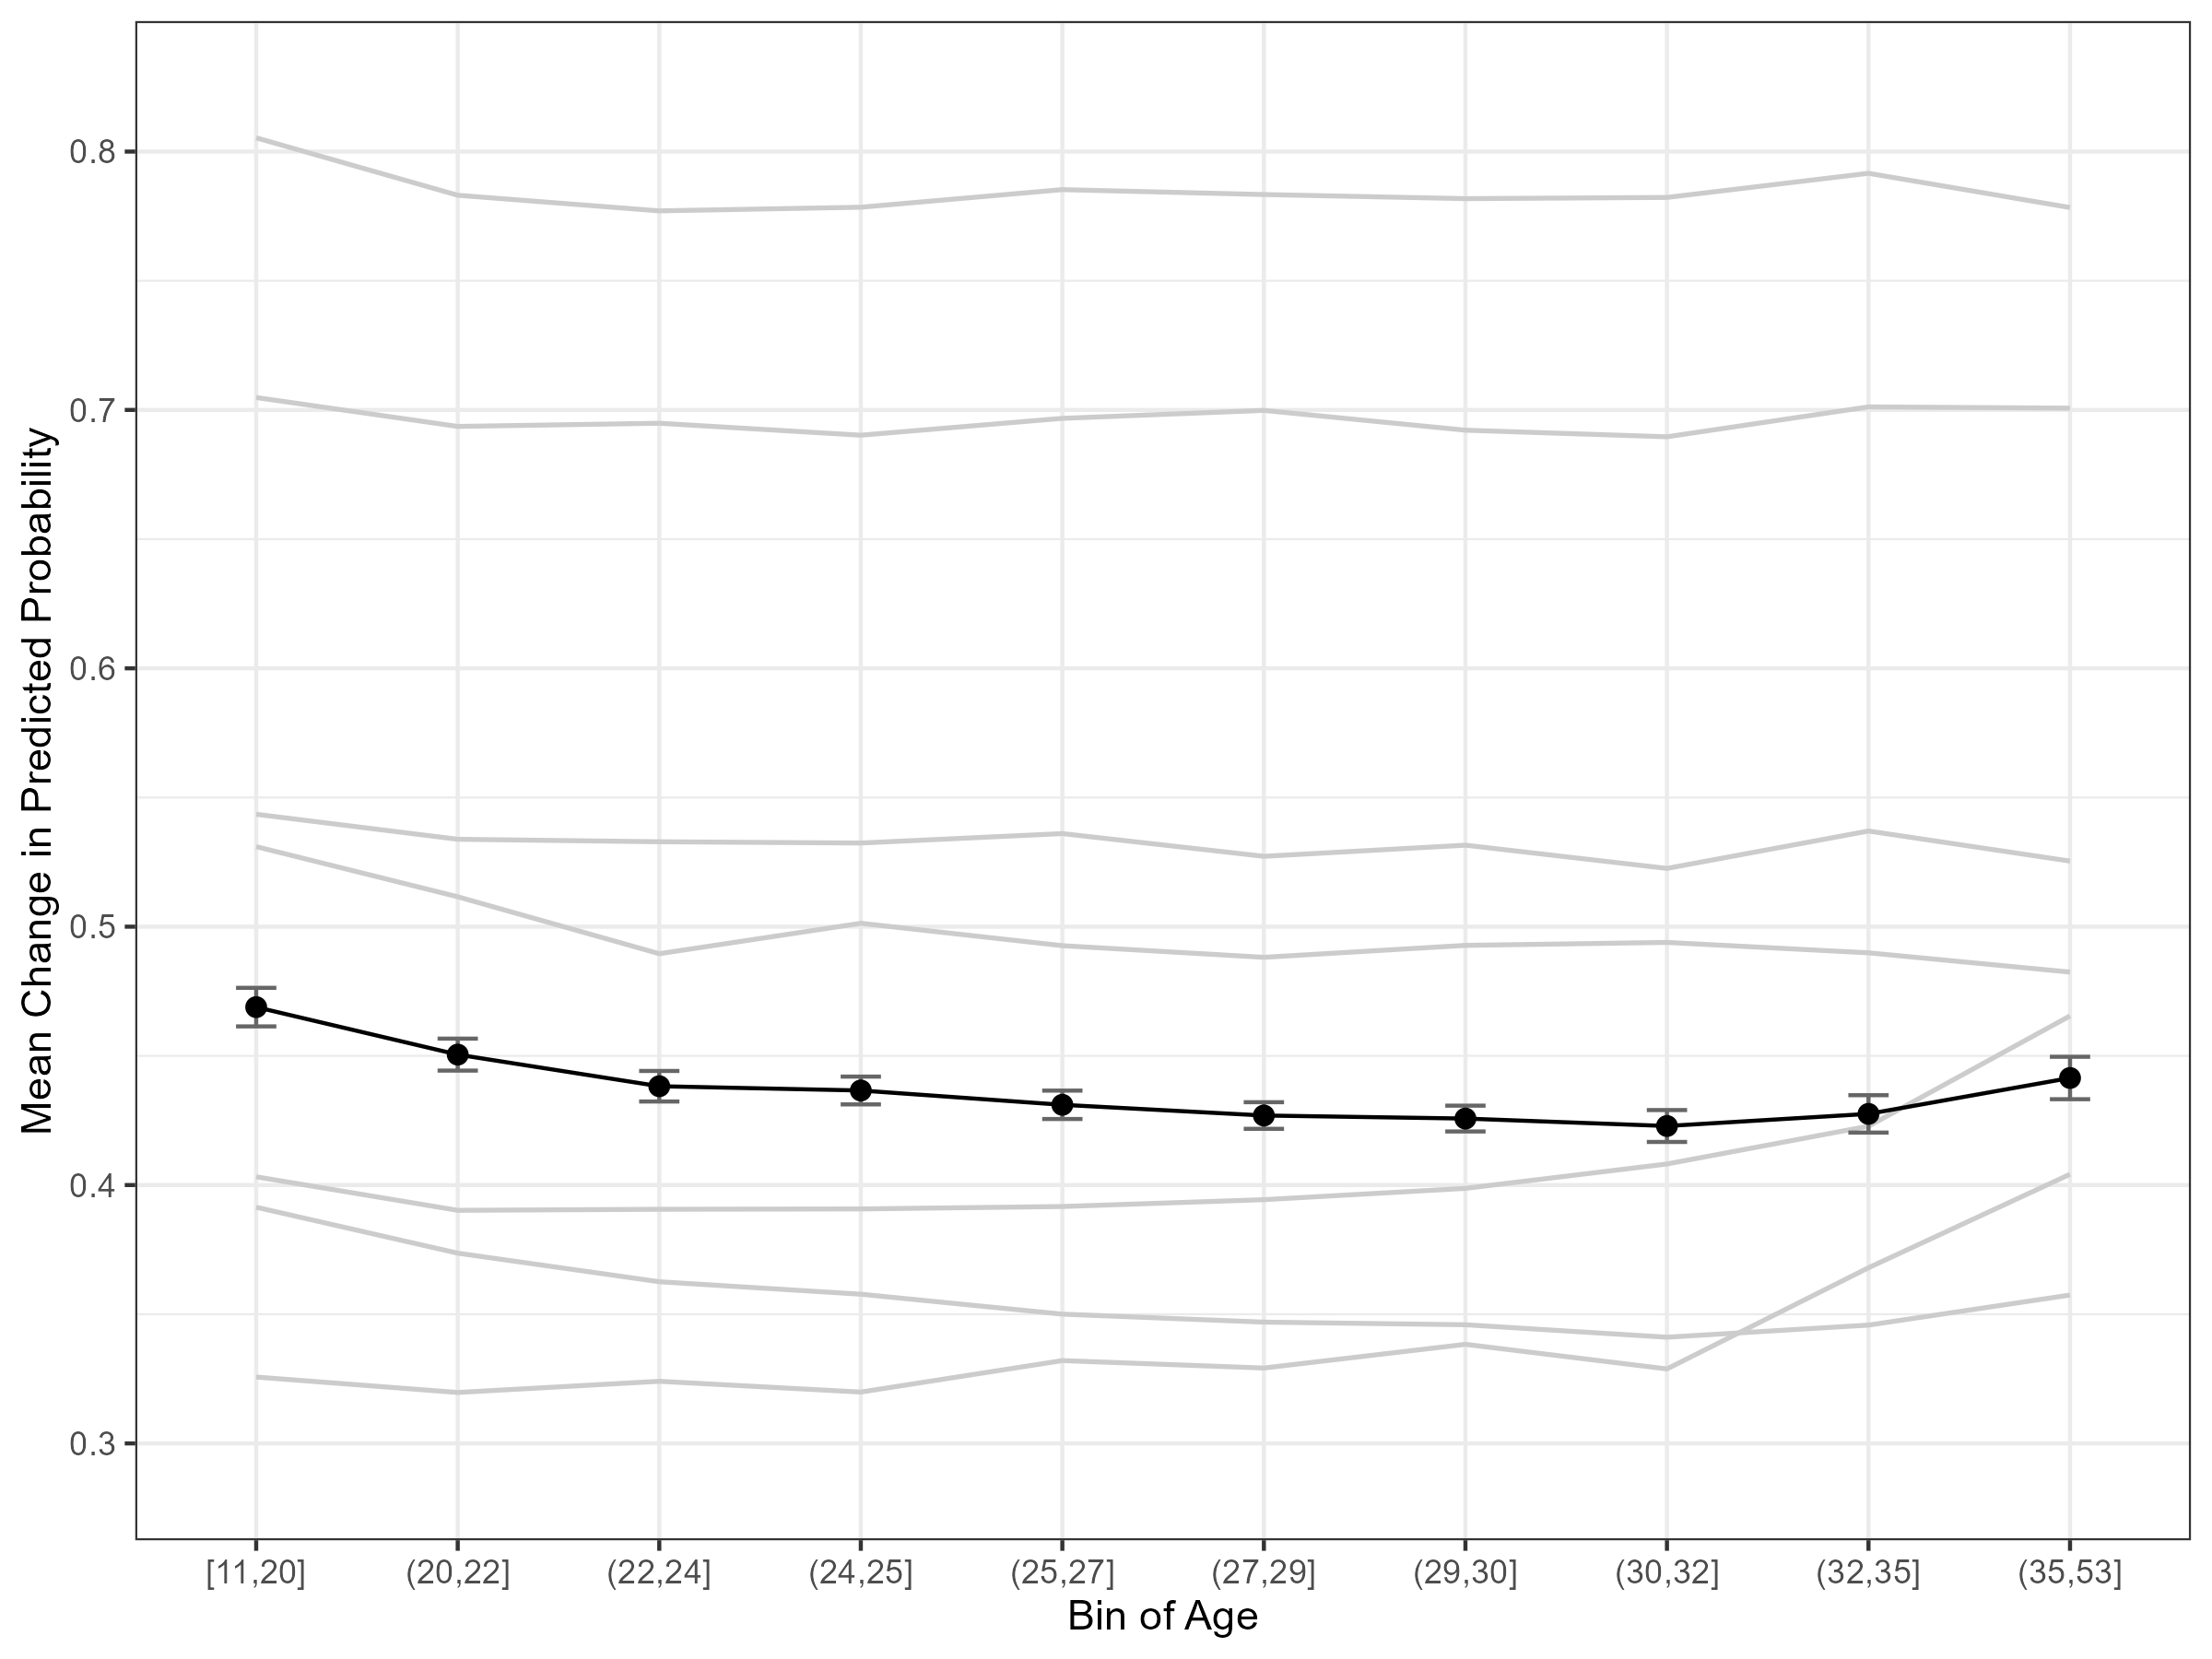 Mean Change in Predicted Probability
0.8
0.7
0.6
0.5
0.4
0.3
[11,20] (20,22] (22,24] (24,25] (25,27] (27,29] (29,30] (30,32] (32,35] (35,53]
Bin of Age